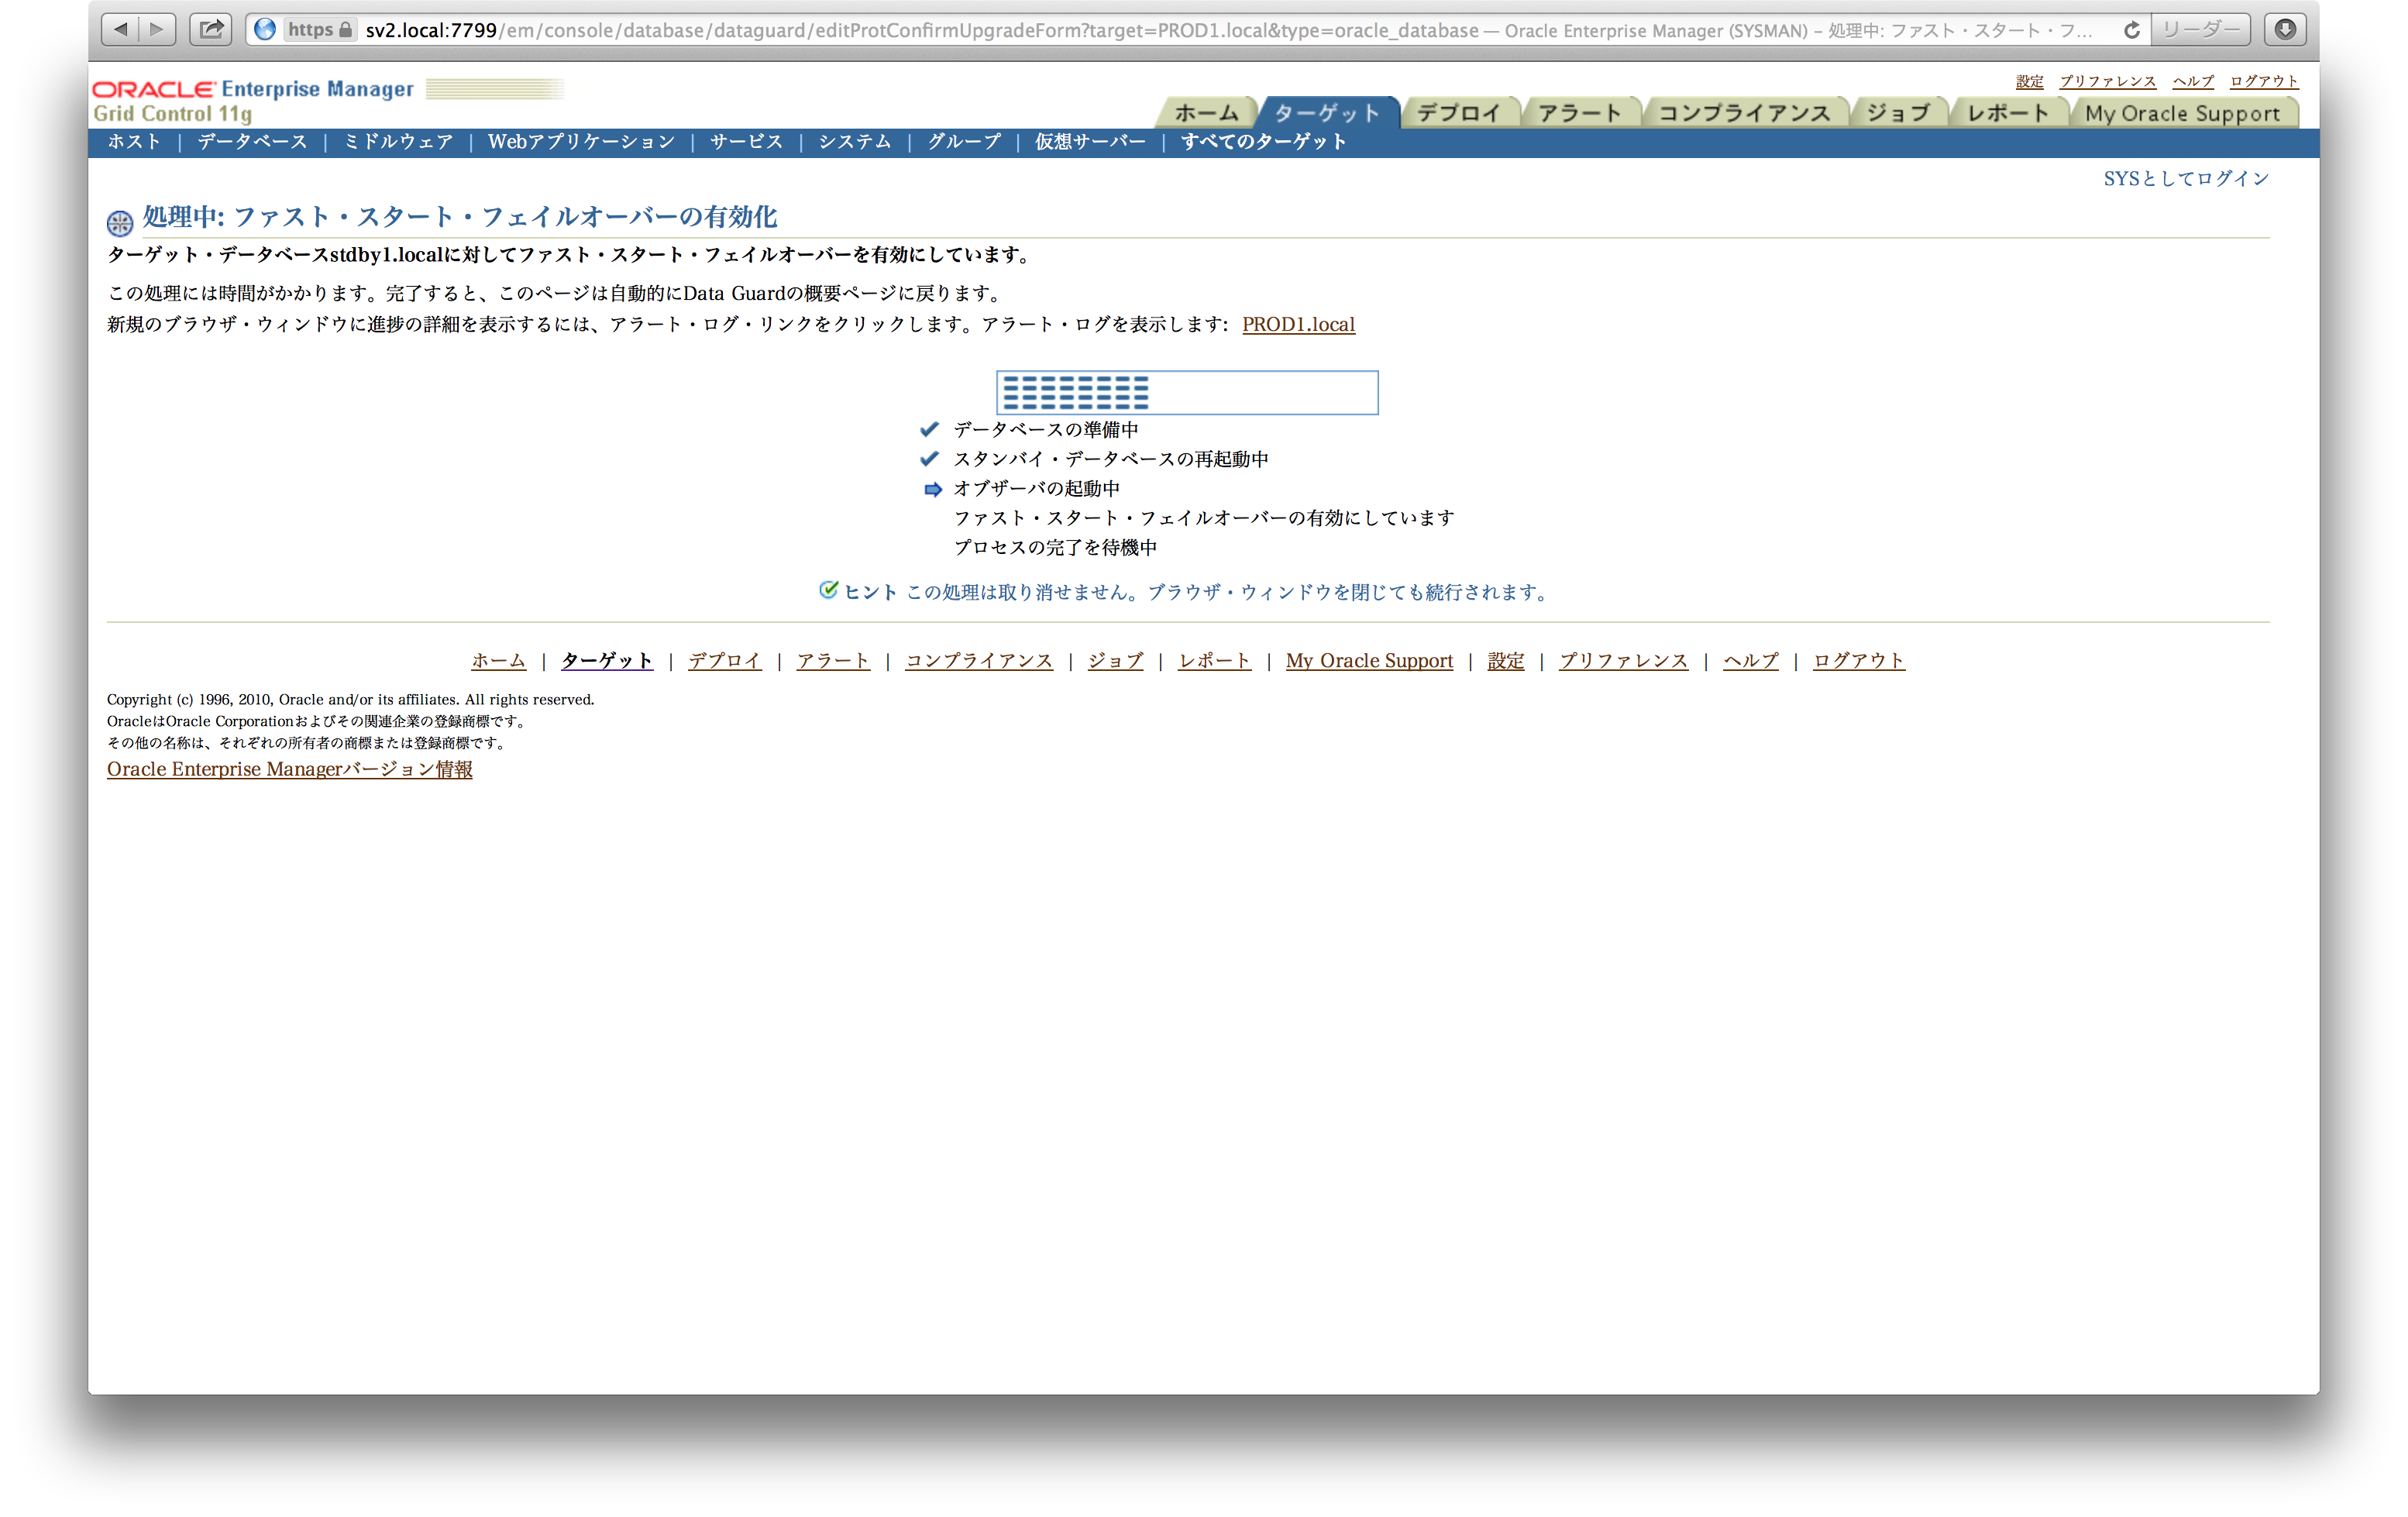 https sv2.local:7799/em/console/database/dataguard/editProtConfirmUpgradeForm?target=PROD1.local&type=oracle_database — Oracle Enterprise Manager (SYSMAN) – 処理中: ファスト・スタート・フ... リーダー
設定 プリファレンス ヘルプ ログアウト
ORACLE Enterprise Manager
Grid Control 11g
ホーム ターゲット デプロイ アラート コンプライアンス ジョブ レポート My Oracle Support
ホスト | データベース | ミドルウェア | Webアプリケーション | サービス | システム | グループ | 仮想サーバー | すべてのターゲット
SYSとしてログイン
処理中: ファスト・スタート・フェイルオーバーの有効化
ターゲット・データベースstdby1.localに対してファスト・スタート・フェイルオーバーを有効にしています。
この処理には時間がかかります。完了すると、このページは自動的にData Guardの概要ページに戻ります。
新規のブラウザ・ウィンドウに進捗の詳細を表示するには、アラート・ログ・リンクをクリックします。アラート・ログを表示します: PROD1.local
データベースの準備中
スタンバイ・データベースの再起動中
オブザーバの起動中
ファスト・スタート・フェイルオーバーの有効にしています
プロセスの完了を待機中
ヒント この処理は取り消せません。ブラウザ・ウィンドウを閉じても続行されます。
ホーム | ターゲット | デプロイ | アラート | コンプライアンス | ジョブ | レポート | My Oracle Support | 設定 | プリファレンス | ヘルプ | ログアウト
Copyright (c) 1996, 2010, Oracle and/or its affiliates. All rights reserved.
OracleはOracle Corporationおよびその関連企業の登録商標です。
その他の名称は、それぞれの所有者の商標または登録商標です。
Oracle Enterprise Managerバージョン情報